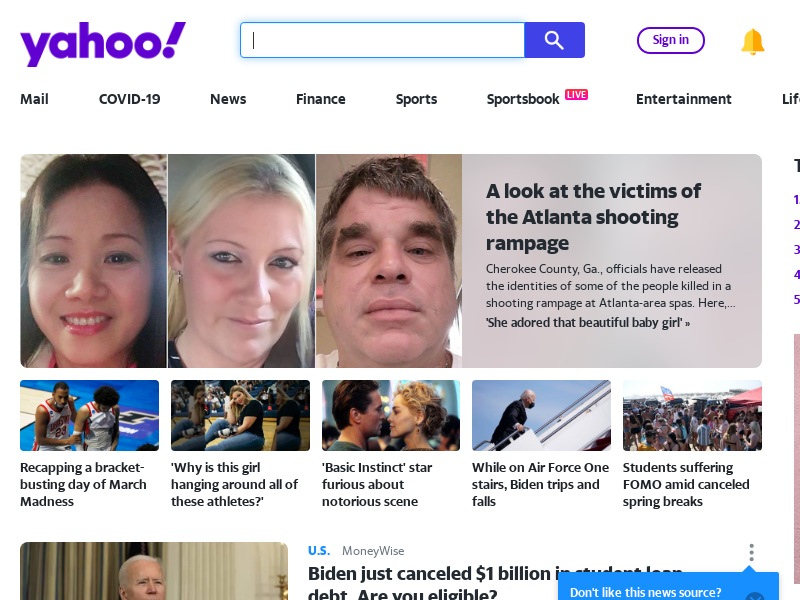 yahoo!
Sign in
Mail
COVID-19
News
Finance
Sports
Sportsbook LIVE
Entertainment
Lif
A look at the victims of
the Atlanta shooting
rampage
Cherokee County, Ga., officials have released
the identities of some of the people killed in a
shooting rampage at Atlanta-area spas. Here,...
'She adored that beautiful baby girl' »
T
1
2
3
4
5
Recapping a bracket-
busting day of March
Madness
'Why is this girl
hanging around all of
these athletes?'
'Basic Instinct' star
furious about
notorious scene
While on Air Force One
stairs, Biden trips and
falls
Students suffering
FOMO amid canceled
spring breaks
U.S. MoneyWise
Biden just canceled $1 billion in student loan
debt. Are you eligible?
Don't like this news source?